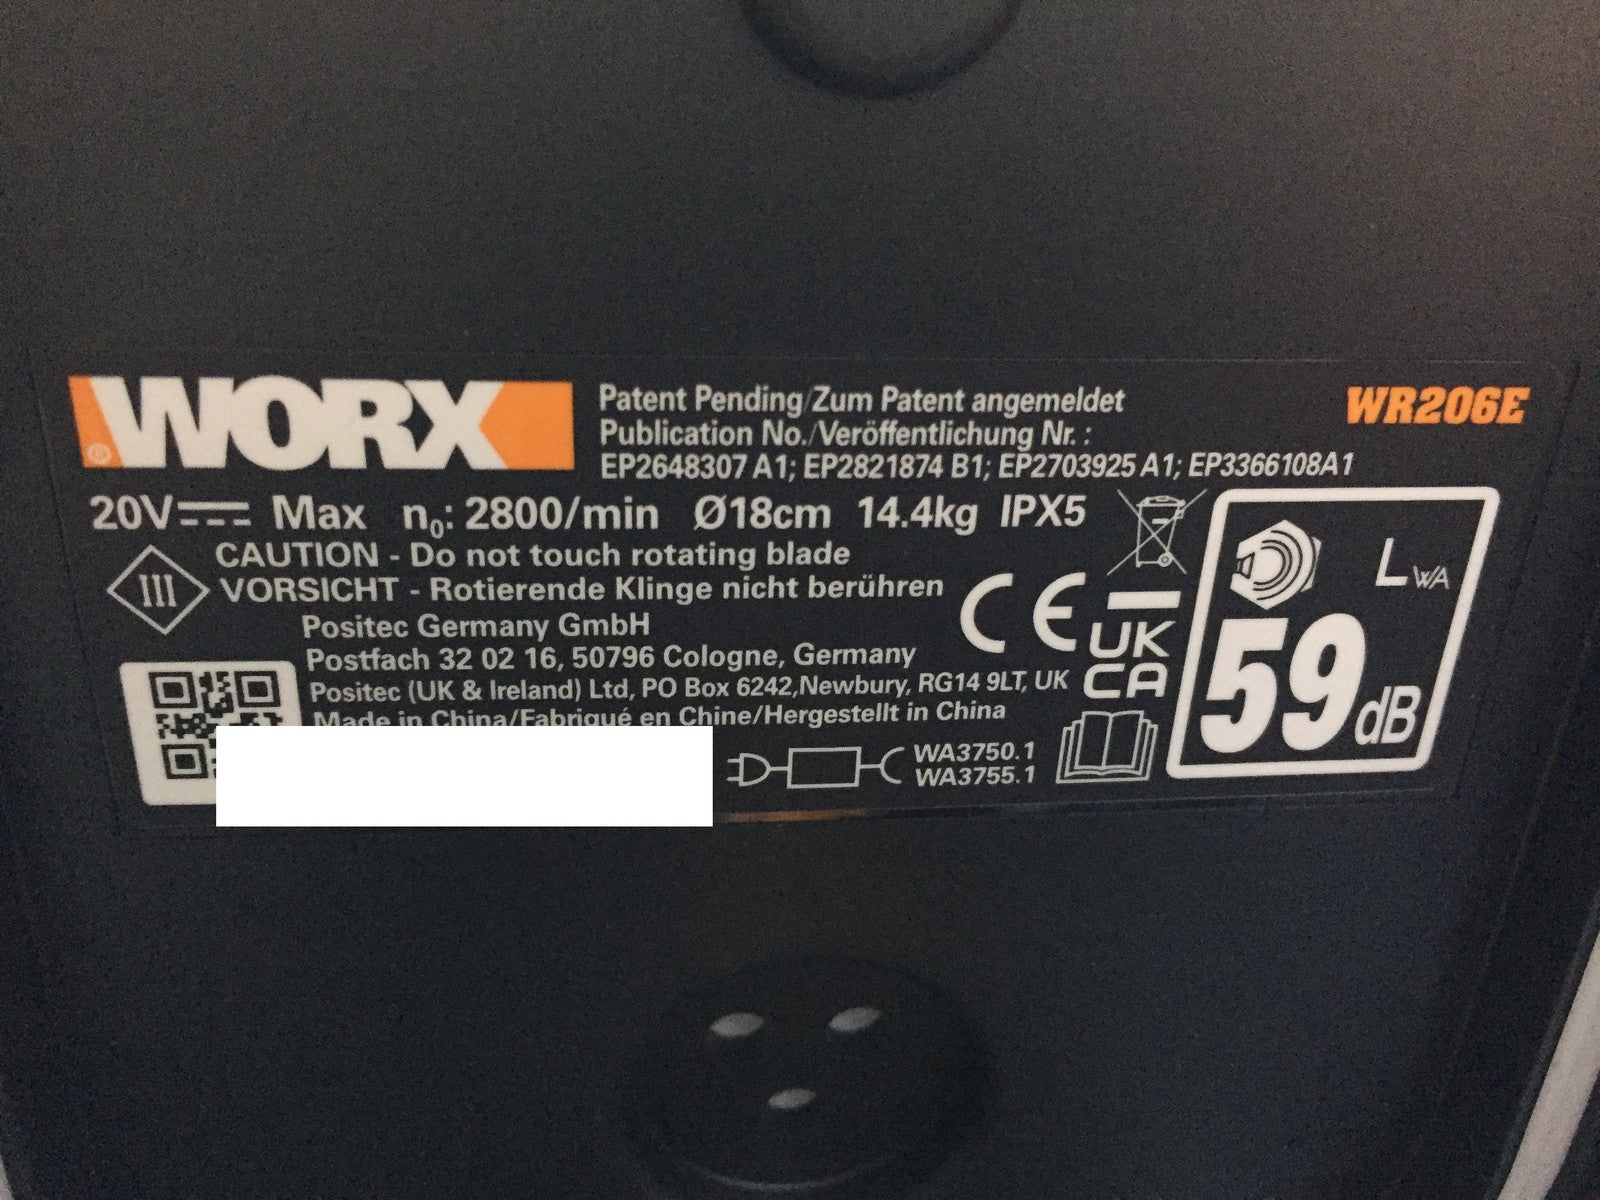 WORX
Patent Pending/Zum Patent angemeldet
WR206E
Publication No./Veröffentlichung Nr. :
EP2648307 A1; EP2821874 B1; EP2703925 A1; EP3366108A1
20V Max n0: 2800/min Ø18cm 14.4kg IPX5
III
CAUTION - Do not touch rotating blade
VORSICHT - Rotierende Klinge nicht berühren
Positec Germany GmbH
Postfach 32 02 16, 50796 Cologne, Germany
Positec (UK & Ireland) Ltd, PO Box 6242,Newbury, RG14 9LT, UK
Made in China/Fabriqué en Chine/Hergestellt in China
WA3750.1
WA3755.1
CE
UK
CA
LWA
59dB